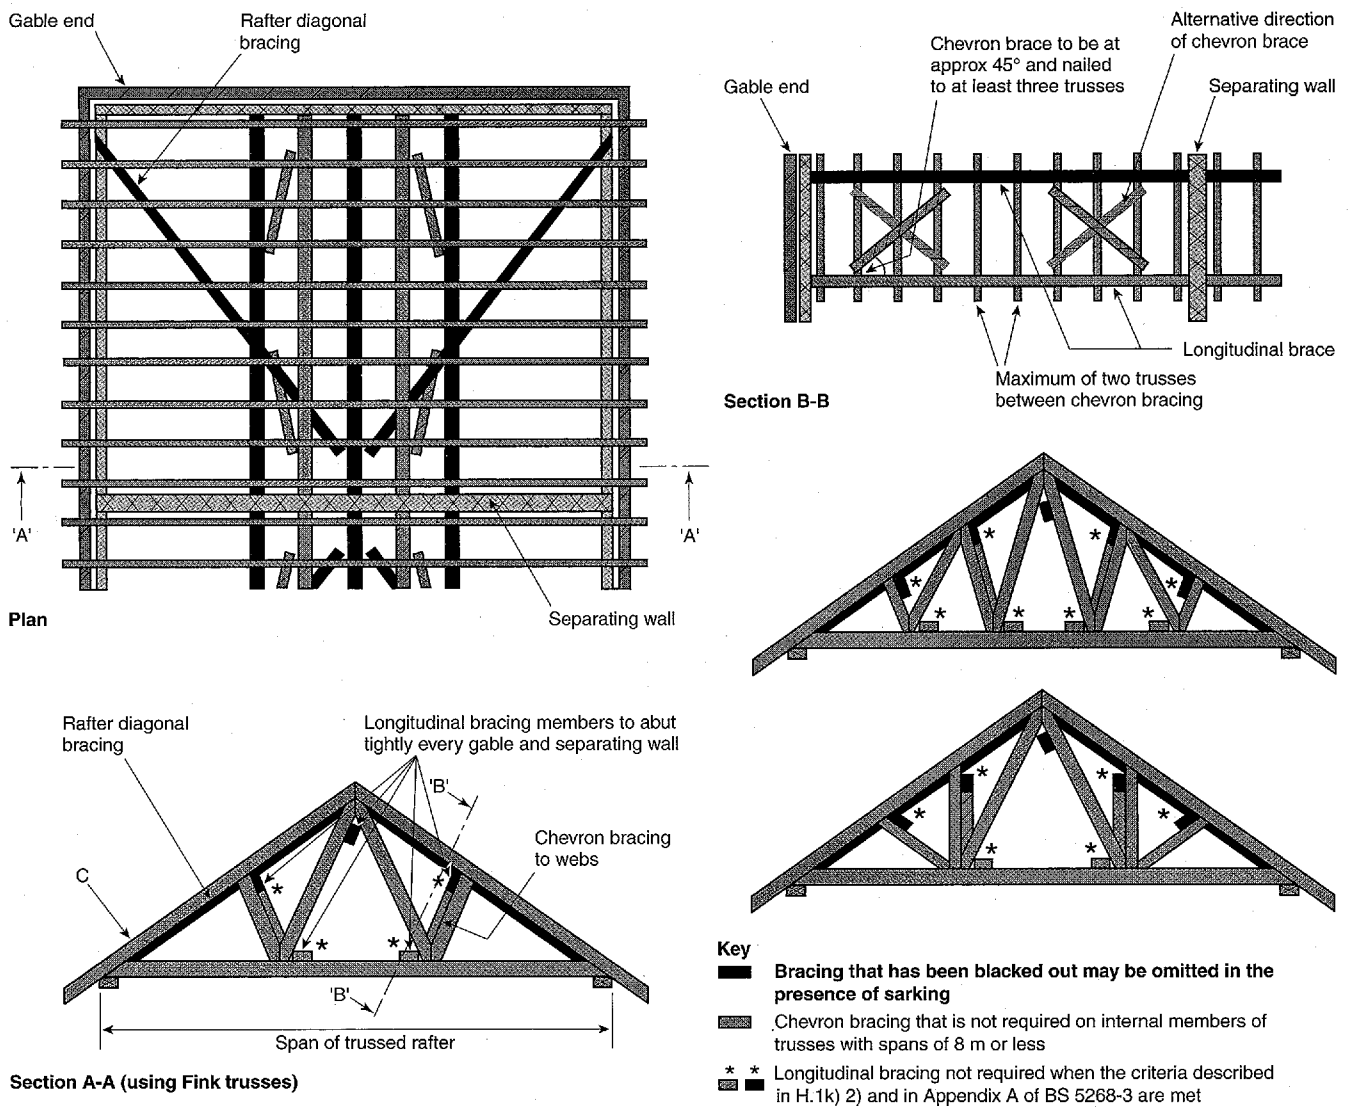 Gable end
Rafter diagonal
bracing
'A'
'A'
Plan
Separating wall
Chevron brace to be at
approx 45° and nailed
to at least three trusses
Alternative direction
of chevron brace
Gable end
Separating wall
Longitudinal brace
Maximum of two trusses
between chevron bracing
Section B-B
Rafter diagonal
bracing
Longitudinal bracing members to abut
tightly every gable and separating wall
'B'
Chevron bracing
to webs
C
*
*
*
*
'B'
Span of trussed rafter
Section A-A (using Fink trusses)
*
*
*
*
*
*
*
*
*
*
*
*
*
*
Key
Bracing that has been blacked out may be omitted in the
presence of sarking
Chevron bracing that is not required on internal members of
trusses with spans of 8 m or less
* * Longitudinal bracing not required when the criteria described
in H.1k) 2) and in Appendix A of BS 5268-3 are met